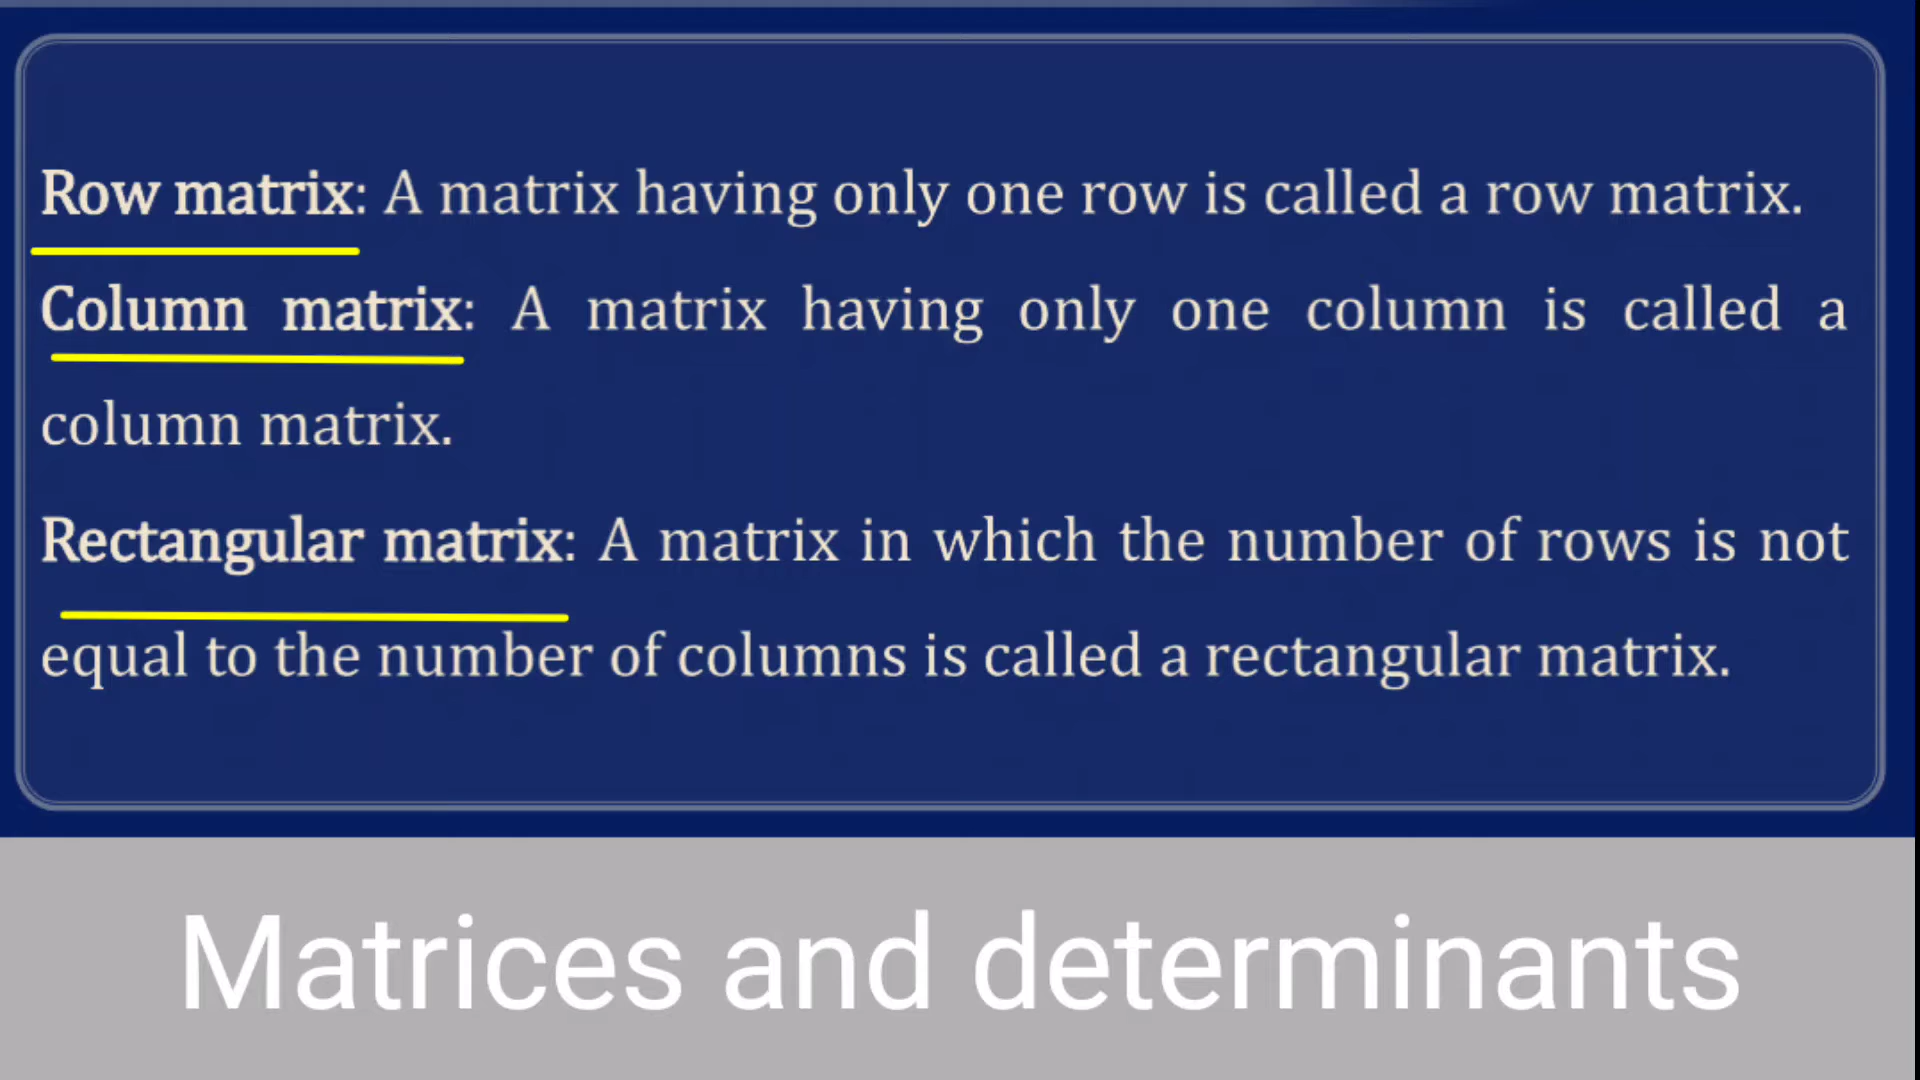 Row matrix: A matrix having only one row is called a row matrix.
Column matrix: A matrix having only one column is called a
column matrix.
Rectangular matrix: A matrix in which the number of rows is not
equal to the number of columns is called a rectangular matrix.
Matrices and determinants